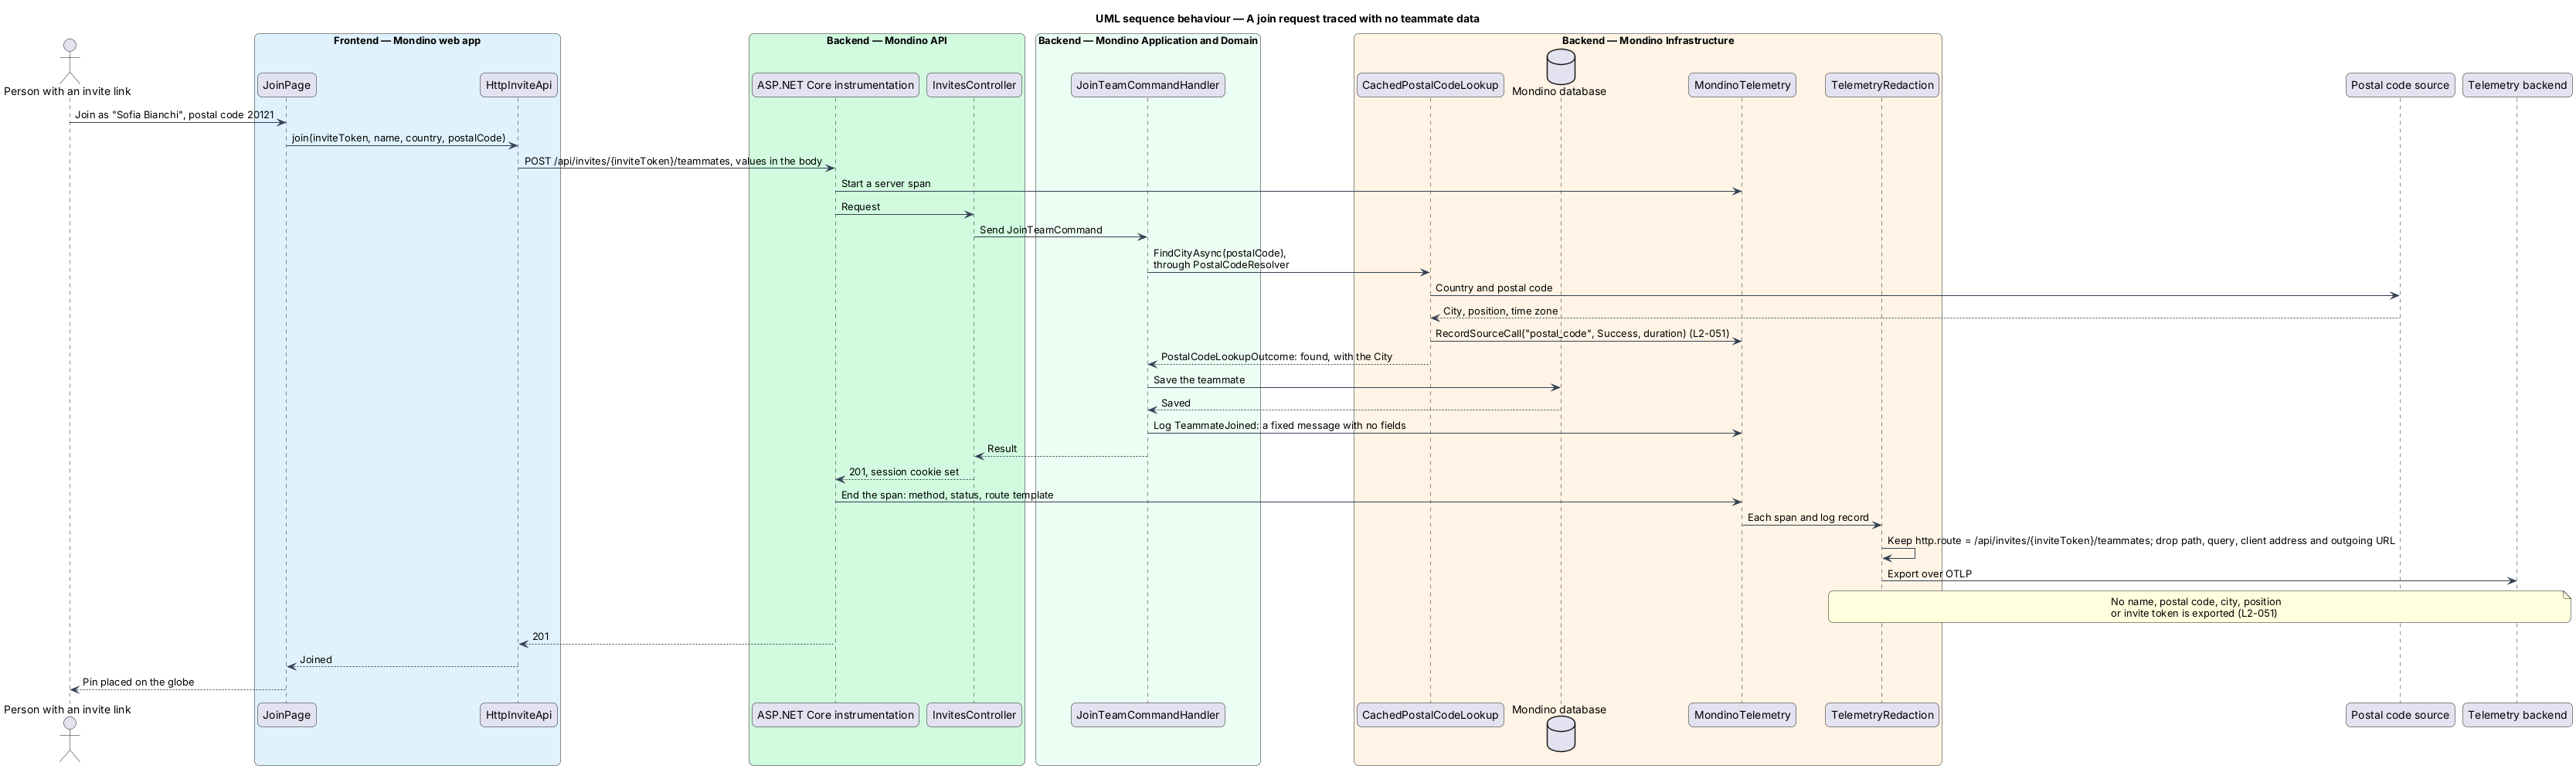 UML sequence behaviour — A join request traced with no teammate data
Frontend — Mondino web app
Backend — Mondino API
Backend — Mondino Application and Domain
Backend — Mondino Infrastructure
Person with an invite link
JoinPage
HttpInviteApi
ASP.NET Core instrumentation
InvitesController
JoinTeamCommandHandler
CachedPostalCodeLookup
Mondino database
MondinoTelemetry
TelemetryRedaction
Postal code source
Telemetry backend
Join as "Sofia Bianchi", postal code 20121
join(inviteToken, name, country, postalCode)
POST /api/invites/{inviteToken}/teammates, values in the body
Start a server span
Request
Send JoinTeamCommand
FindCityAsync(postalCode),
through PostalCodeResolver
Country and postal code
City, position, time zone
RecordSourceCall("postal_code", Success, duration) (L2-051)
PostalCodeLookupOutcome: found, with the City
Save the teammate
Saved
Log TeammateJoined: a fixed message with no fields
Result
201, session cookie set
End the span: method, status, route template
Each span and log record
Keep http.route = /api/invites/{inviteToken}/teammates; drop path, query, client address and outgoing URL
Export over OTLP
No name, postal code, city, position
or invite token is exported (L2-051)
201
Joined
Pin placed on the globe
Person with an invite link
JoinPage
HttpInviteApi
ASP.NET Core instrumentation
InvitesController
JoinTeamCommandHandler
CachedPostalCodeLookup
Mondino database
MondinoTelemetry
TelemetryRedaction
Postal code source
Telemetry backend